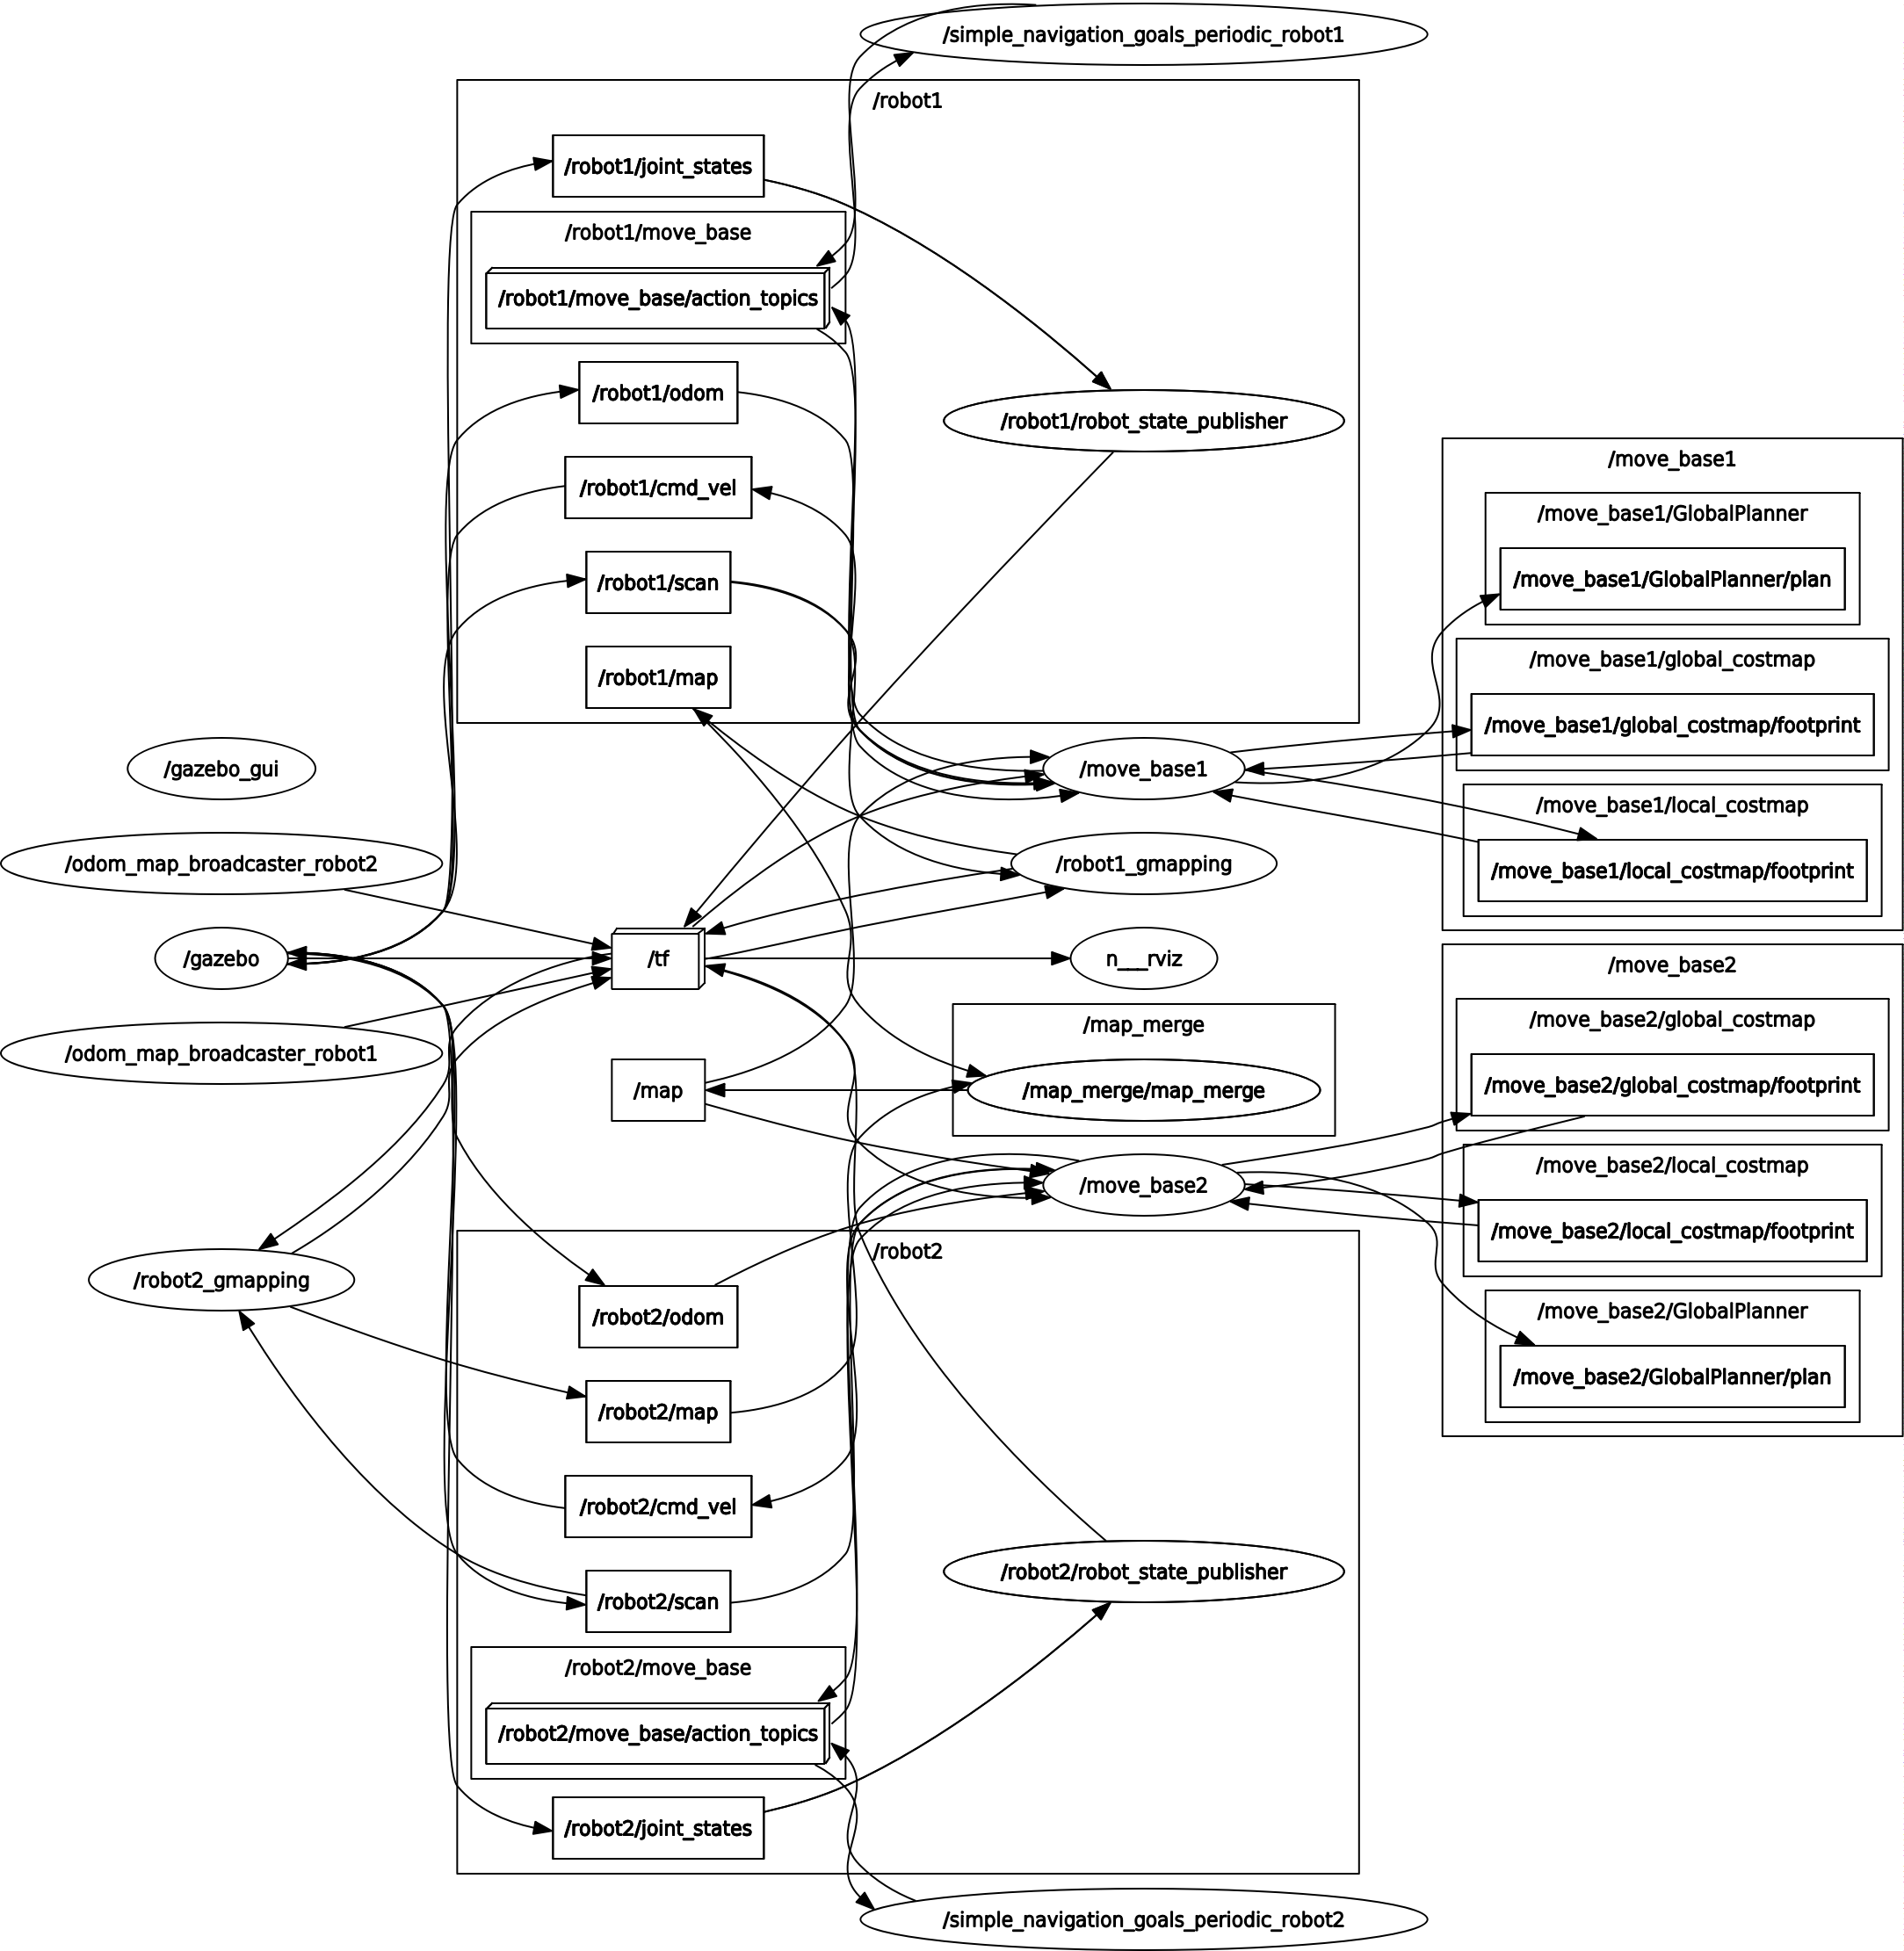 /simple_navigation_goals_periodic_robot1
/robot1
/robot1/joint_states
/robot1/move_base
/robot1/move_base/action_topics
/robot1/odom
/robot1/robot_state_publisher
/robot1/cmd_vel
/robot1/scan
/robot1/map
/move_base1
/move_base1/GlobalPlanner
/move_base1/GlobalPlanner/plan
/move_base1/global_costmap
/move_base1/global_costmap/footprint
/move_base1/local_costmap
/move_base1/local_costmap/footprint
/gazebo_gui
/move_base1
/odom_map_broadcaster_robot2
/robot1_gmapping
/gazebo
/tf
n___rviz
/odom_map_broadcaster_robot1
/map
/map_merge
/map_merge/map_merge
/move_base2
/move_base2
/move_base2/global_costmap
/move_base2/global_costmap/footprint
/move_base2/local_costmap
/move_base2/local_costmap/footprint
/move_base2/GlobalPlanner
/move_base2/GlobalPlanner/plan
/robot2_gmapping
/robot2
/robot2/odom
/robot2/map
/robot2/cmd_vel
/robot2/robot_state_publisher
/robot2/scan
/robot2/move_base
/robot2/move_base/action_topics
/robot2/joint_states
/simple_navigation_goals_periodic_robot2